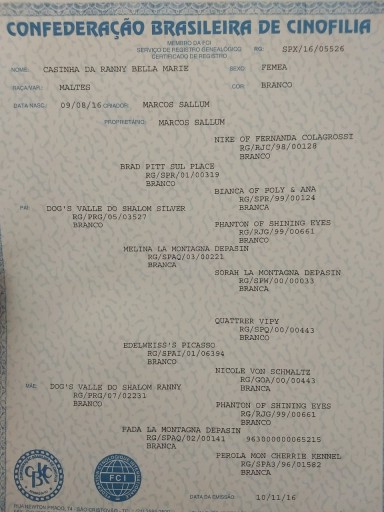 CONFEDERAÇÃO BRASILEIRA DE CINOFILIA
MEMBRO DA FCI
SERVIÇO DE REGISTRO GENEALÓGICO
CERTIFICADO DE REGISTRO
RG: SPX/16/05526
NOME: CASINHA DA RANNY BELLA MARIE SEXO: FEMEA
RAÇA/VAR.: MALTES COR: BRANCO
DATA NASC.: 09/08/16 CRIADOR: MARCOS SALLUM
PROPRIETÁRIO: MARCOS SALLUM
NIKE OF FERNANDA COLAGROSSI
RG/RJC/98/00128
BRANCO
BRAD PITT SUL PLACE
RG/SPR/01/00319
BRANCO
BIANCA OF POLY & ANA
RG/SPR/99/00124
BRANCA
PAI: DOG'S VALLE DO SHALOM SILVER
RG/PRG/05/03527
BRANCO
PHANTON OF SHINING EYES
RG/RJG/99/00661
BRANCO
MELINA LA MONTAGNA DEPASIN
RG/SPAQ/03/00221
BRANCA
SORAH LA MONTAGNA DEPASIN
RG/SPW/00/00033
BRANCA
QUATTRER VIPY
RG/SPQ/00/00443
BRANCO
EDELWEISS'S PICASSO
RG/SPAI/01/06394
BRANCO
NICOLE VON SCHMALTZ
RG/GOA/00/00443
BRANCA
MÃE: DOG'S VALLE DO SHALOM RANNY
RG/PRG/07/02231
BRANCO
PHANTON OF SHINING EYES
RG/RJG/99/00661
BRANCO
FADA LA MONTAGNA DEPASIN
RG/SPAQ/02/00141 963000000065215
BRANCA
PEROLA MON CHERRIE KENNEL
RG/SPA3/96/01582
BRANCA
CBKC
FCI
DATA DA EMISSÃO 10/11/16